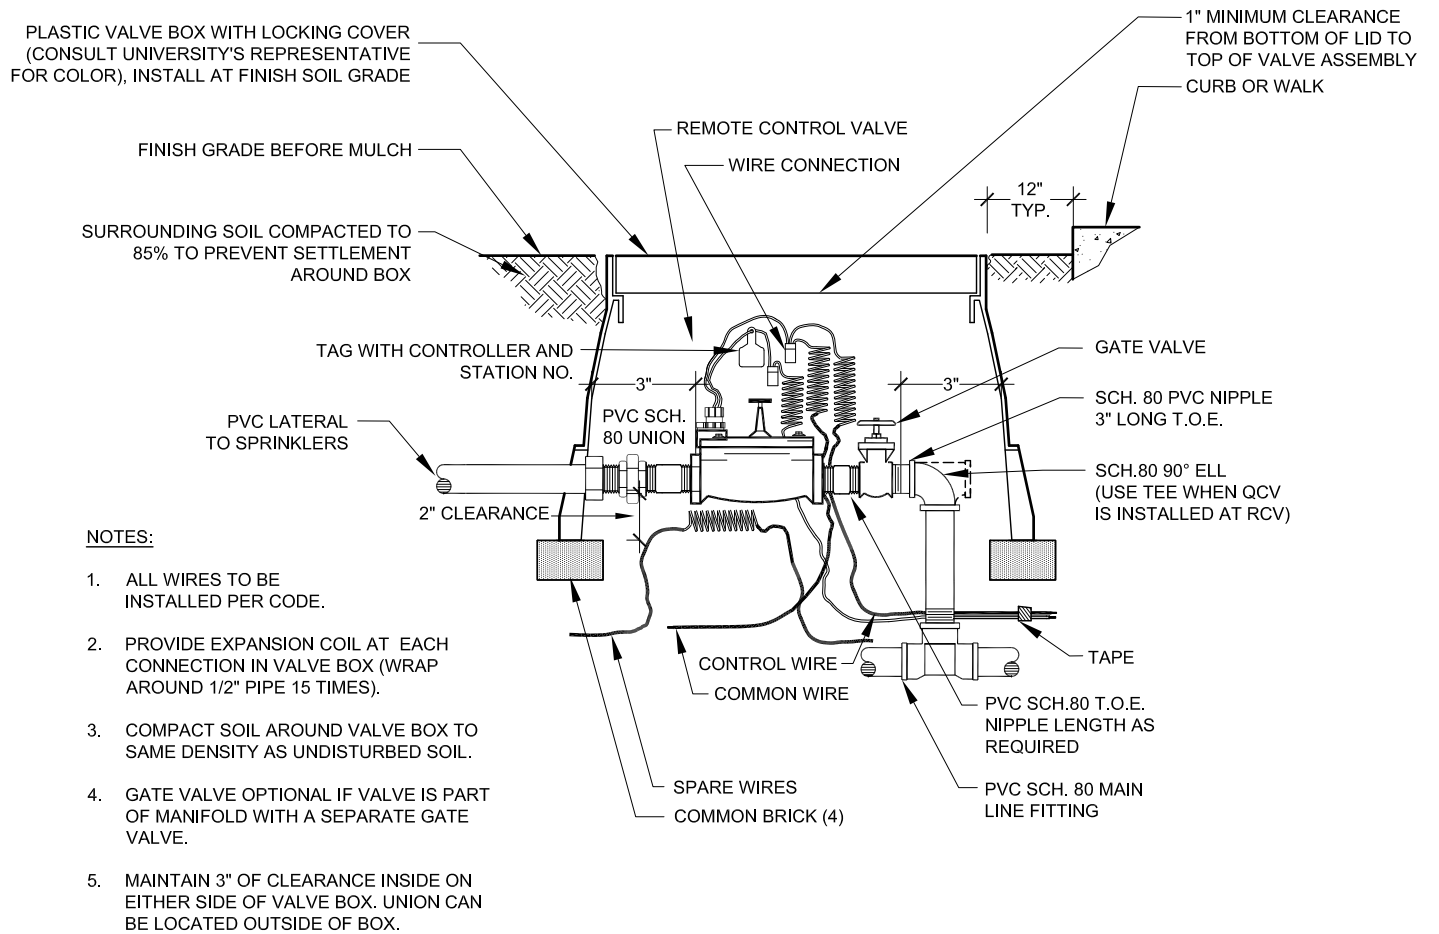 PLASTIC VALVE BOX WITH LOCKING COVER
(CONSULT UNIVERSITY'S REPRESENTATIVE
FOR COLOR), INSTALL AT FINISH SOIL GRADE
1" MINIMUM CLEARANCE
FROM BOTTOM OF LID TO
TOP OF VALVE ASSEMBLY
CURB OR WALK
REMOTE CONTROL VALVE
FINISH GRADE BEFORE MULCH
WIRE CONNECTION
12"
TYP.
SURROUNDING SOIL COMPACTED TO
85% TO PREVENT SETTLEMENT
AROUND BOX
TAG WITH CONTROLLER AND
STATION NO.
GATE VALVE
3"
3"
SCH. 80 PVC NIPPLE
3" LONG T.O.E.
PVC LATERAL
TO SPRINKLERS
PVC SCH.
80 UNION
SCH.80 90° ELL
(USE TEE WHEN QCV
IS INSTALLED AT RCV)
2" CLEARANCE
NOTES:
1. ALL WIRES TO BE
INSTALLED PER CODE.
2. PROVIDE EXPANSION COIL AT EACH
CONNECTION IN VALVE BOX (WRAP
AROUND 1/2" PIPE 15 TIMES).
3. COMPACT SOIL AROUND VALVE BOX TO
SAME DENSITY AS UNDISTURBED SOIL.
4. GATE VALVE OPTIONAL IF VALVE IS PART
OF MANIFOLD WITH A SEPARATE GATE
VALVE.
5. MAINTAIN 3" OF CLEARANCE INSIDE ON
EITHER SIDE OF VALVE BOX. UNION CAN
BE LOCATED OUTSIDE OF BOX.
CONTROL WIRE
COMMON WIRE
TAPE
PVC SCH.80 T.O.E.
NIPPLE LENGTH AS
REQUIRED
SPARE WIRES
COMMON BRICK (4)
PVC SCH. 80 MAIN
LINE FITTING